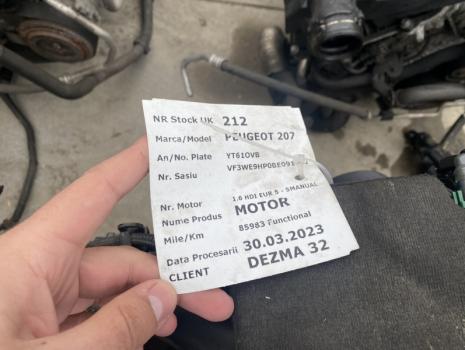 NR Stock UK 212
Marca/Model PEUGEOT 207
An/No. Plate YT61OVB
Nr. Sasiu
Nr. Motor 1.6 HDI EUR 5 - 5MANUAL
Nume Produs MOTOR
Mile/Km 85983 Functional
Data Procesarii 30.03.2023
CLIENT DEZMA 32